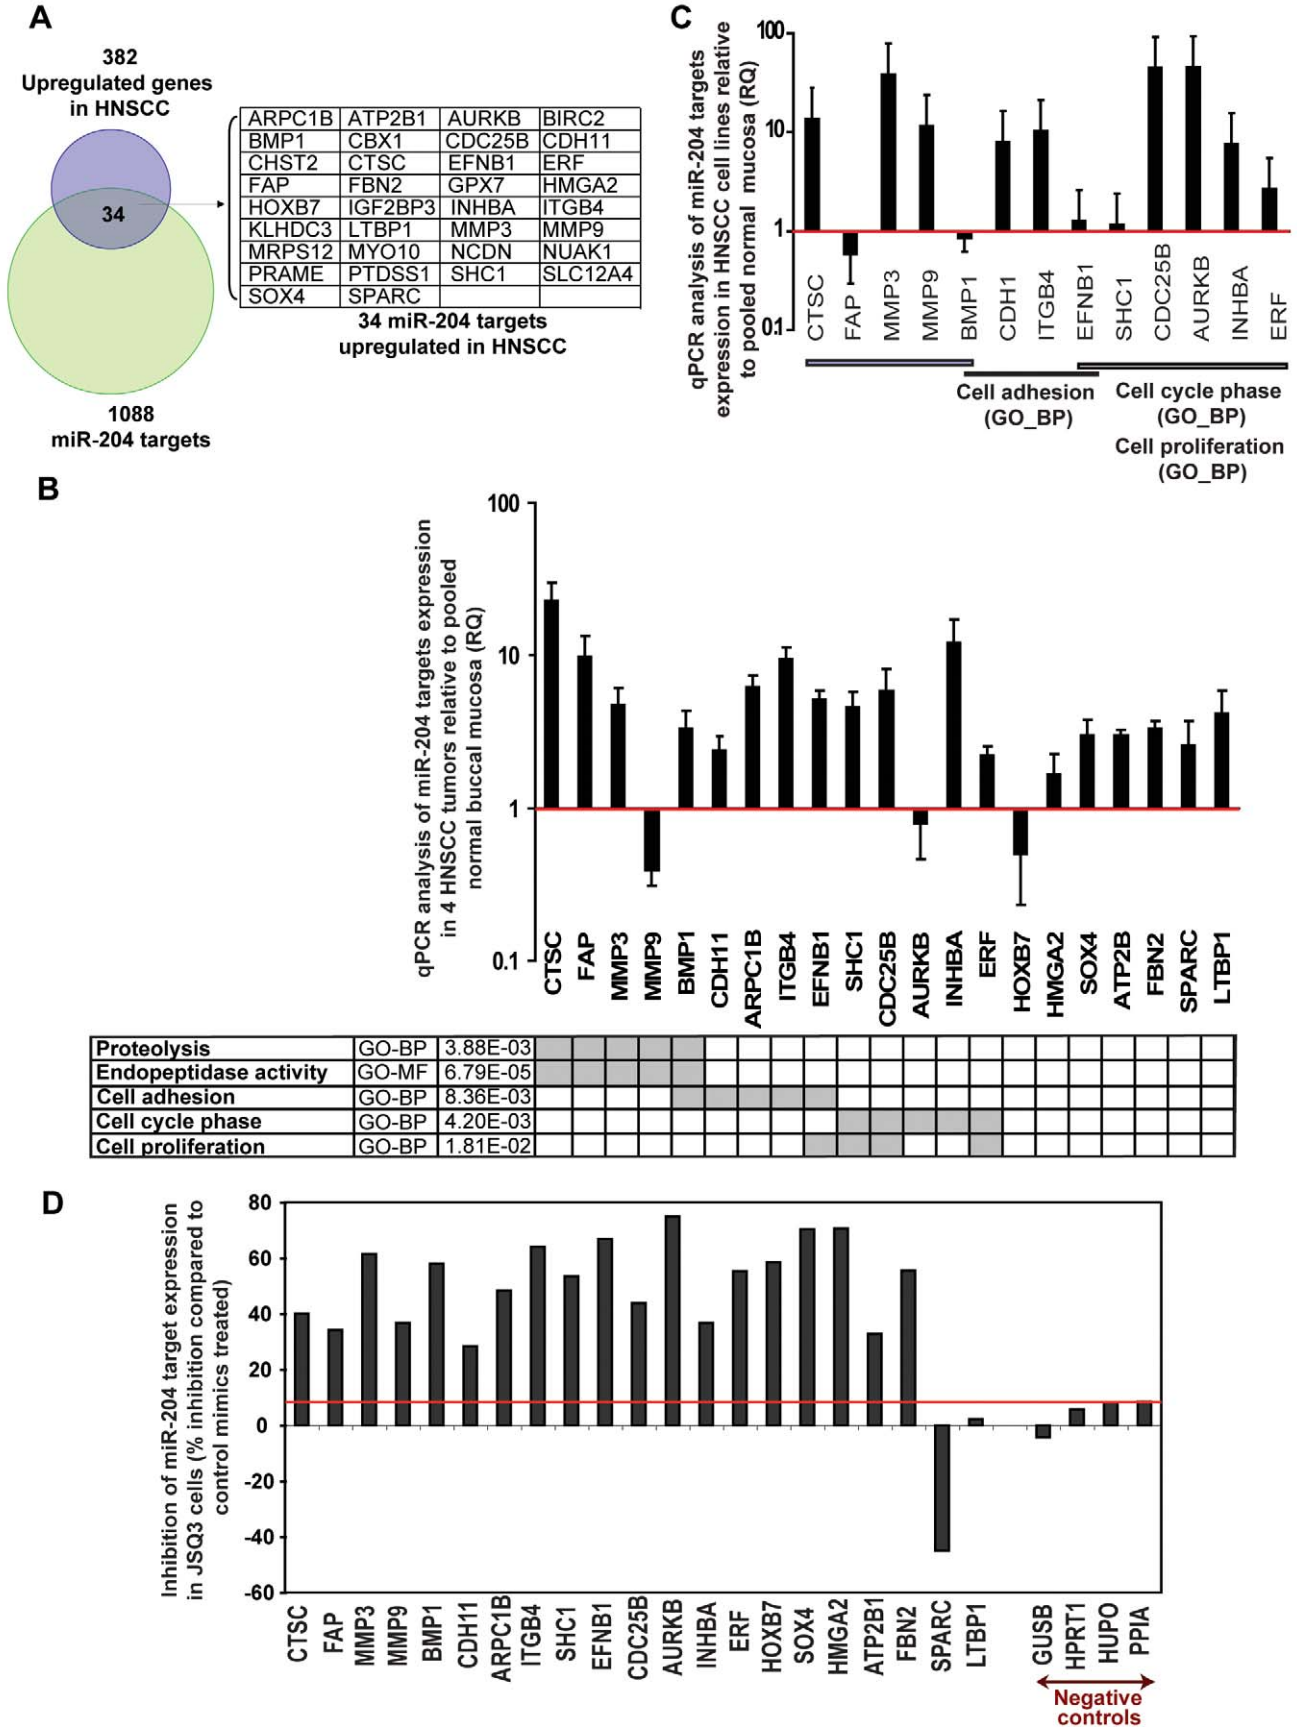 A
382
Upregulated genes
in HNSCC
34
1088
miR-204 targets
ARPC1B ATP2B1 AURKB BIRC2
BMP1 CBX1 CDC25B CDH11
CHST2 CTSC EFNB1 ERF
FAP FBN2 GPX7 HMGA2
HOXB7 IGF2BP3 INHBA ITGB4
KLHDC3 LTBP1 MMP3 MMP9
MRPS12 MYO10 NCDN NUAK1
PRAME PTDSS1 SHC1 SLC12A4
SOX4 SPARC
34 miR-204 targets
upregulated in HNSCC
C
qPCR analysis of miR-204 targets
expression in HNSCC cell lines relative
to pooled normal mucosa (RQ)
100
10
1
0.1
CTSC
FAP
MMP3
MMP9
BMP1
CDH1
ITGB4
EFNB1
SHC1
CDC25B
AURKB
INHBA
ERF
Cell adhesion
(GO_BP)
Cell cycle phase
(GO_BP)
Cell proliferation
(GO_BP)
B
qPCR analysis of miR-204 targets expression
in 4 HNSCC tumors relative to pooled
normal buccal mucosa (RQ)
100
10
1
0.1
CTSC
FAP
MMP3
MMP9
BMP1
CDH11
ARPC1B
ITGB4
EFNB1
SHC1
CDC25B
AURKB
INHBA
ERF
HOXB7
HMGA2
SOX4
ATP2B
FBN2
SPARC
LTBP1
Proteolysis GO-BP 3.88E-03
Endopeptidase activity GO-MF 6.79E-05
Cell adhesion GO-BP 8.36E-03
Cell cycle phase GO-BP 4.20E-03
Cell proliferation GO-BP 1.81E-02
D
Inhibition of miR-204 target expression
in JSQ3 cells (% inhibition compared to
control mimics treated)
80
60
40
20
0
-20
-40
-60
CTSC
FAP
MMP3
MMP9
BMP1
CDH11
ARPC1B
ITGB4
SHC1
EFNB1
CDC25B
AURKB
INHBA
ERF
HOXB7
SOX4
HMGA2
ATP2B1
FBN2
SPARC
LTBP1
GUSB
HPRT1
HUPO
PPIA
Negative
controls